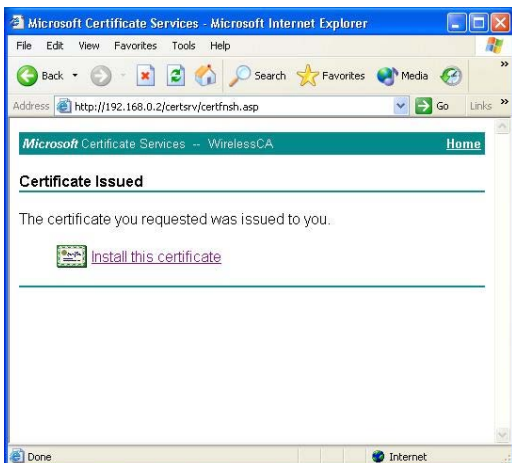 Microsoft Certificate Services - Microsoft Internet Explorer
File Edit View Favorites Tools Help
Back Search Favorites Media »
Address http://192.168.0.2/certsrv/certfnsh.asp Go Links »
Microsoft Certificate Services -- WirelessCA Home
Certificate Issued
The certificate you requested was issued to you.
Install this certificate
Done Internet